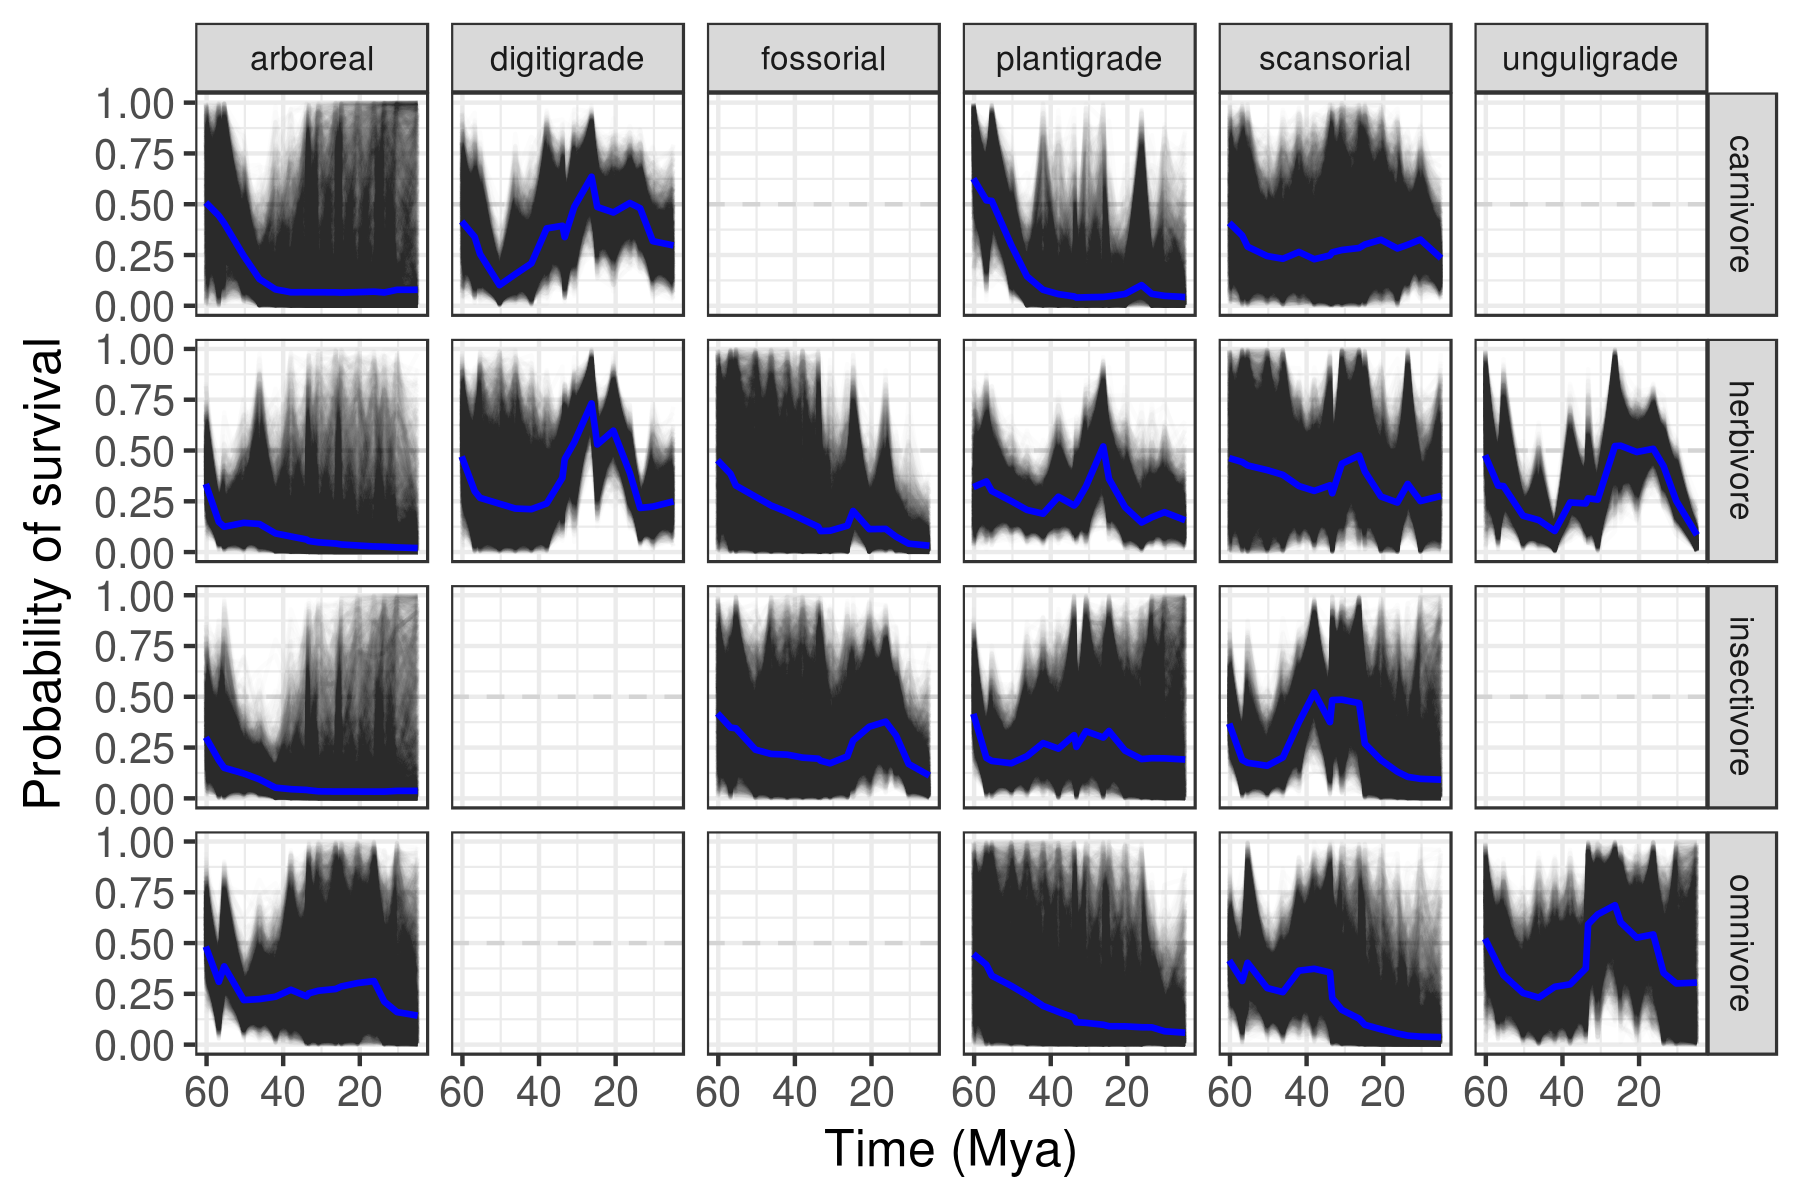 arboreal digitigrade fossorial plantigrade scansorial unguligrade
1.00
0.75
0.50
0.25
0.00
carnivore
1.00
0.75
0.50
0.25
0.00
herbivore
1.00
0.75
0.50
0.25
0.00
insectivore
1.00
0.75
0.50
0.25
0.00
omnivore
Probability of survival
60 40 20 60 40 20 60 40 20 60 40 20 60 40 20 60 40 20
Time (Mya)